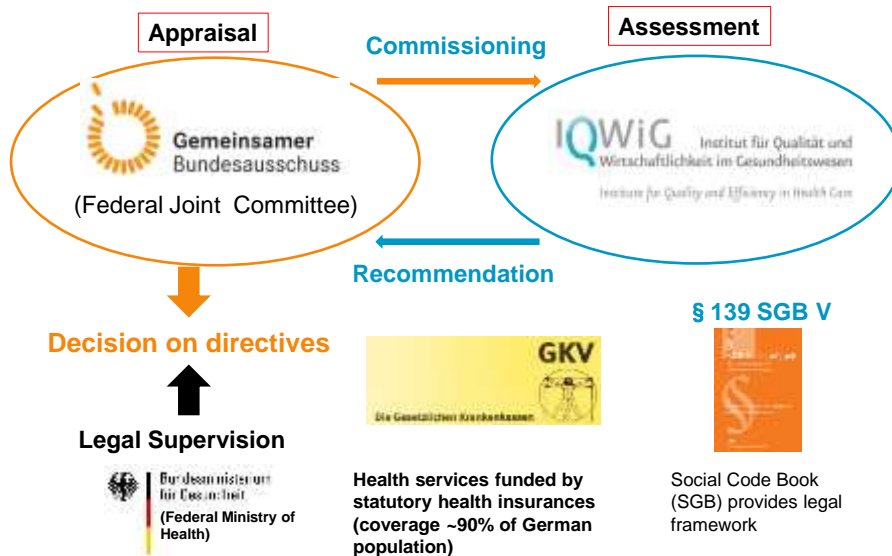 Appraisal
Commissioning
Assessment
Gemeinsamer
Bundesausschuss
(Federal Joint Committee)
IQWiG
Institut für Qualität und
Wirtschaftlichkeit im Gesundheitswesen
Institute for Quality and Efficiency in Health Care
Recommendation
§ 139 SGB V
Decision on directives
GKV
Die Gesetzlichen Krankenkassen
Legal Supervision
Bundesministerium
für Gesundheit
(Federal Ministry of
Health)
Health services funded by
statutory health insurances
(coverage ~90% of German
population)
Social Code Book
(SGB) provides legal
framework